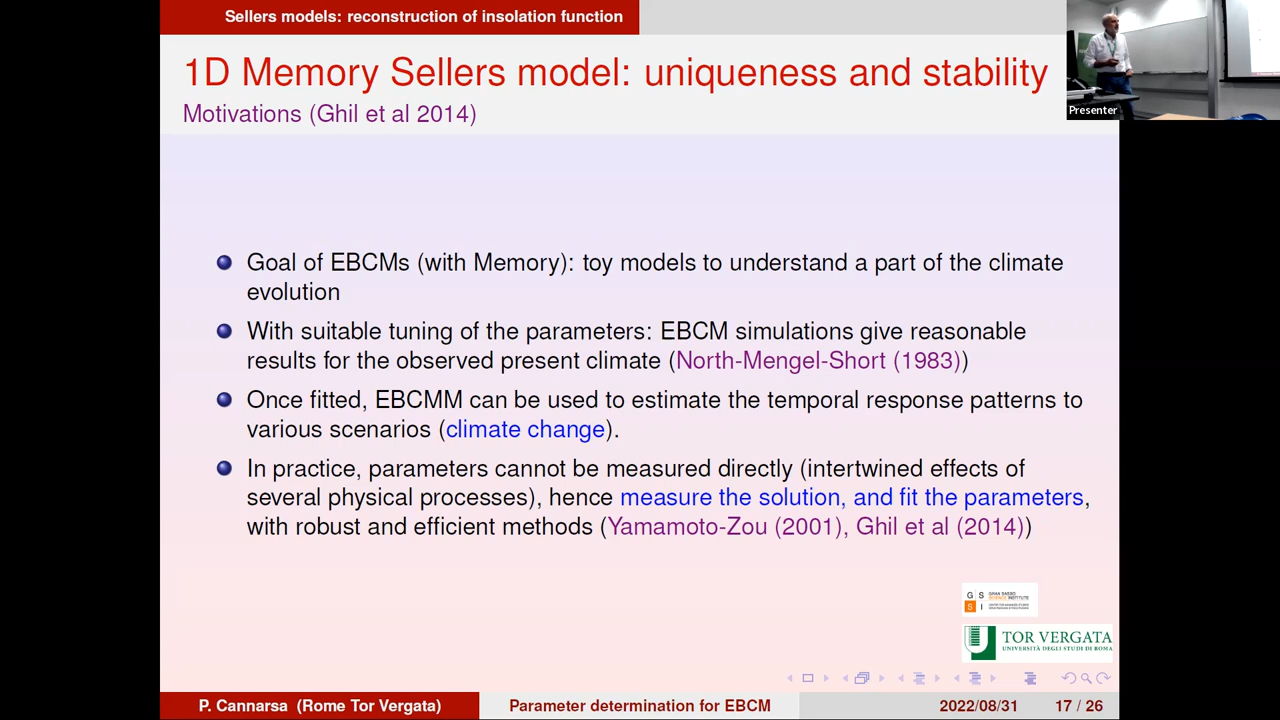 Sellers models: reconstruction of insolation function
1D Memory Sellers model: uniqueness and stability
Motivations (Ghil et al 2014)
Presenter
Goal of EBCMs (with Memory): toy models to understand a part of the climate
evolution
With suitable tuning of the parameters: EBCM simulations give reasonable
results for the observed present climate (North-Mengel-Short (1983))
Once fitted, EBCMM can be used to estimate the temporal response patterns to
various scenarios (climate change).
In practice, parameters cannot be measured directly (intertwined effects of
several physical processes), hence measure the solution, and fit the parameters,
with robust and efficient methods (Yamamoto-Zou (2001), Ghil et al (2014))
G S
S I
GRAN SASSO
SCIENCE INSTITUTE
TOR VERGATA
UNIVERSITÀ DEGLI STUDI DI ROMA
P. Cannarsa (Rome Tor Vergata)
Parameter determination for EBCM
2022/08/31
17 / 26